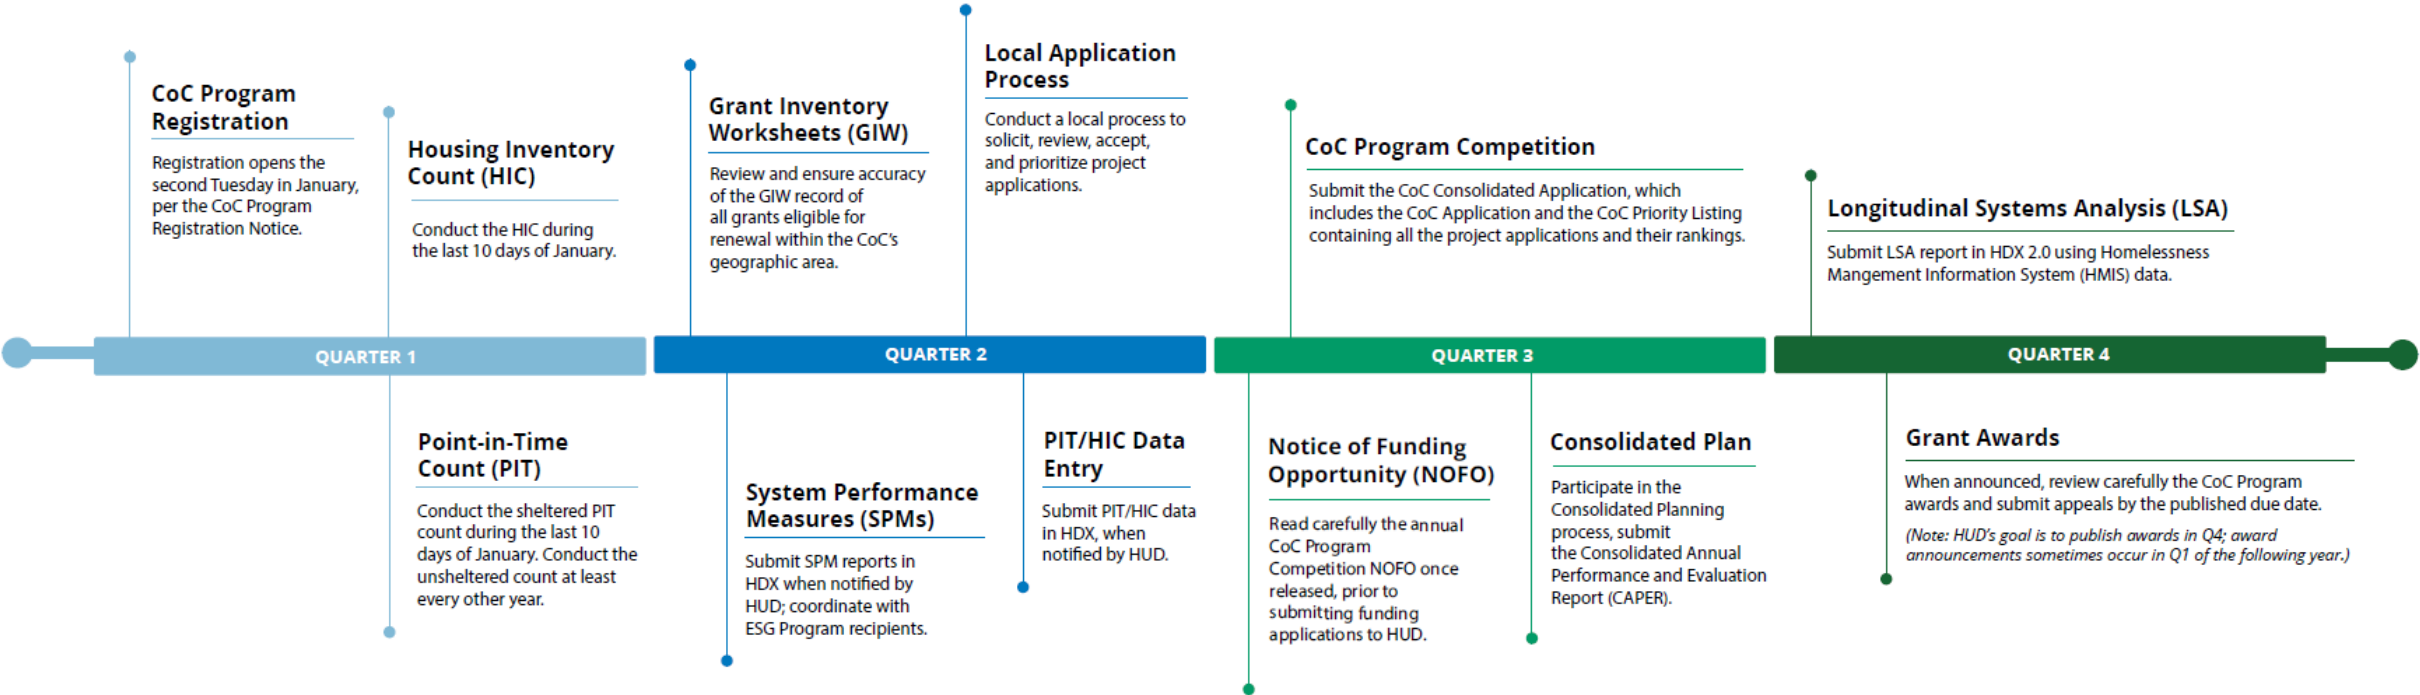 CoC Program
Registration
Registration opens the
second Tuesday in January,
per the CoC Program
Registration Notice.
Housing Inventory
Count (HIC)
Conduct the HIC during
the last 10 days of January.
Grant Inventory
Worksheets (GIW)
Review and ensure accuracy
of the GIW record of
all grants eligible for
renewal within the CoC's
geographic area.
Local Application
Process
Conduct a local process to
solicit, review, accept,
and prioritize project
applications.
CoC Program Competition
Submit the CoC Consolidated Application, which
includes the CoC Application and the CoC Priority Listing
containing all the project applications and their rankings.
Longitudinal Systems Analysis (LSA)
Submit LSA report in HDX 2.0 using Homelessness
Mangement Information System (HMIS) data.
QUARTER 1
QUARTER 2
QUARTER 3
QUARTER 4
Point-in-Time
Count (PIT)
Conduct the sheltered PIT
count during the last 10
days of January. Conduct the
unsheltered count at least
every other year.
System Performance
Measures (SPMs)
Submit SPM reports in
HDX when notified by
HUD; coordinate with
ESG Program recipients.
PIT/HIC Data
Entry
Submit PIT/HIC data
in HDX, when
notified by HUD.
Notice of Funding
Opportunity (NOFO)
Read carefully the annual
CoC Program
Competition NOFO once
released, prior to
submitting funding
applications to HUD.
Consolidated Plan
Participate in the
Consolidated Planning
process, submit
the Consolidated Annual
Performance and Evaluation
Report (CAPER).
Grant Awards
When announced, review carefully the CoC Program
awards and submit appeals by the published due date.
(Note: HUD's goal is to publish awards in Q4; award
announcements sometimes occur in Q1 of the following year.)